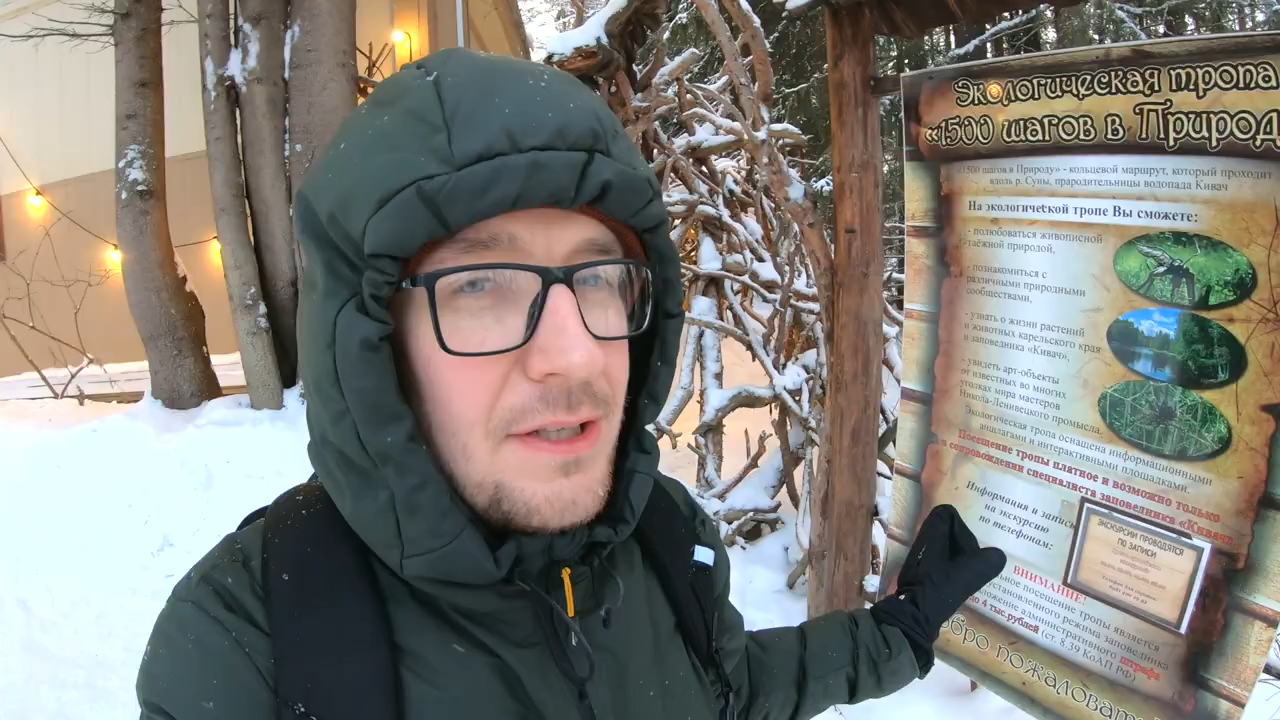 Экологическая тропа
«1500 шагов в Природ
«1500 шагов в Природу» - кольцевой маршрут, который проходит
вдоль р. Суны, прародительницы водопада Кивач
На экологической тропе Вы сможете:
- полюбоваться живописной
таёжной природой,
- познакомиться с
различными природными
сообществами,
- узнать о жизни растений
и животных карельского края
и заповедника «Кивач»,
- увидеть арт-объекты
от известных во многих
уголках мира мастеров
Никола-Ленивецкого промысла.
Экологическая тропа оснащена информационными
аншлагами и интерактивными площадками.
Посещение тропы платное и возможно только
в сопровождении специалиста заповедника «Кивач»
Информация и запись
на экскурсию
по телефонам:
ЭКСКУРСИИ ПРОВОДЯТСЯ
ПО ЗАПИСИ
ВНИМАНИЕ!
посещение тропы является
установленного режима заповедника
административного штрафа
до 4 тыс.рублей (ст. 8.39 КоАП РФ)
обро пожаловат